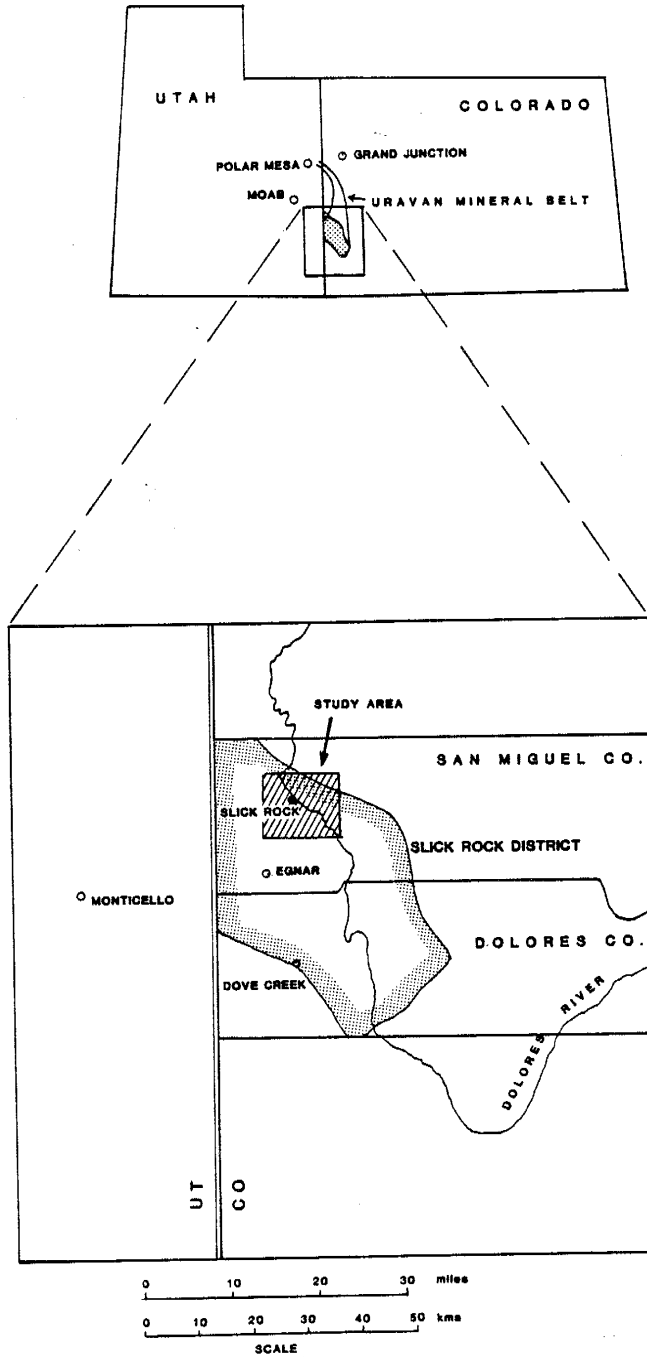 UTAH
COLORADO
GRAND JUNCTION
POLAR MESA
MOAB
URAVAN MINERAL BELT
STUDY AREA
SAN MIGUEL CO.
SLICK ROCK
SLICK ROCK DISTRICT
EGNAR
MONTICELLO
DOLORES CO.
DOVE CREEK
DOLORES RIVER
UT CO
0 10 20 30 miles
0 10 20 30 40 50 kms
SCALE